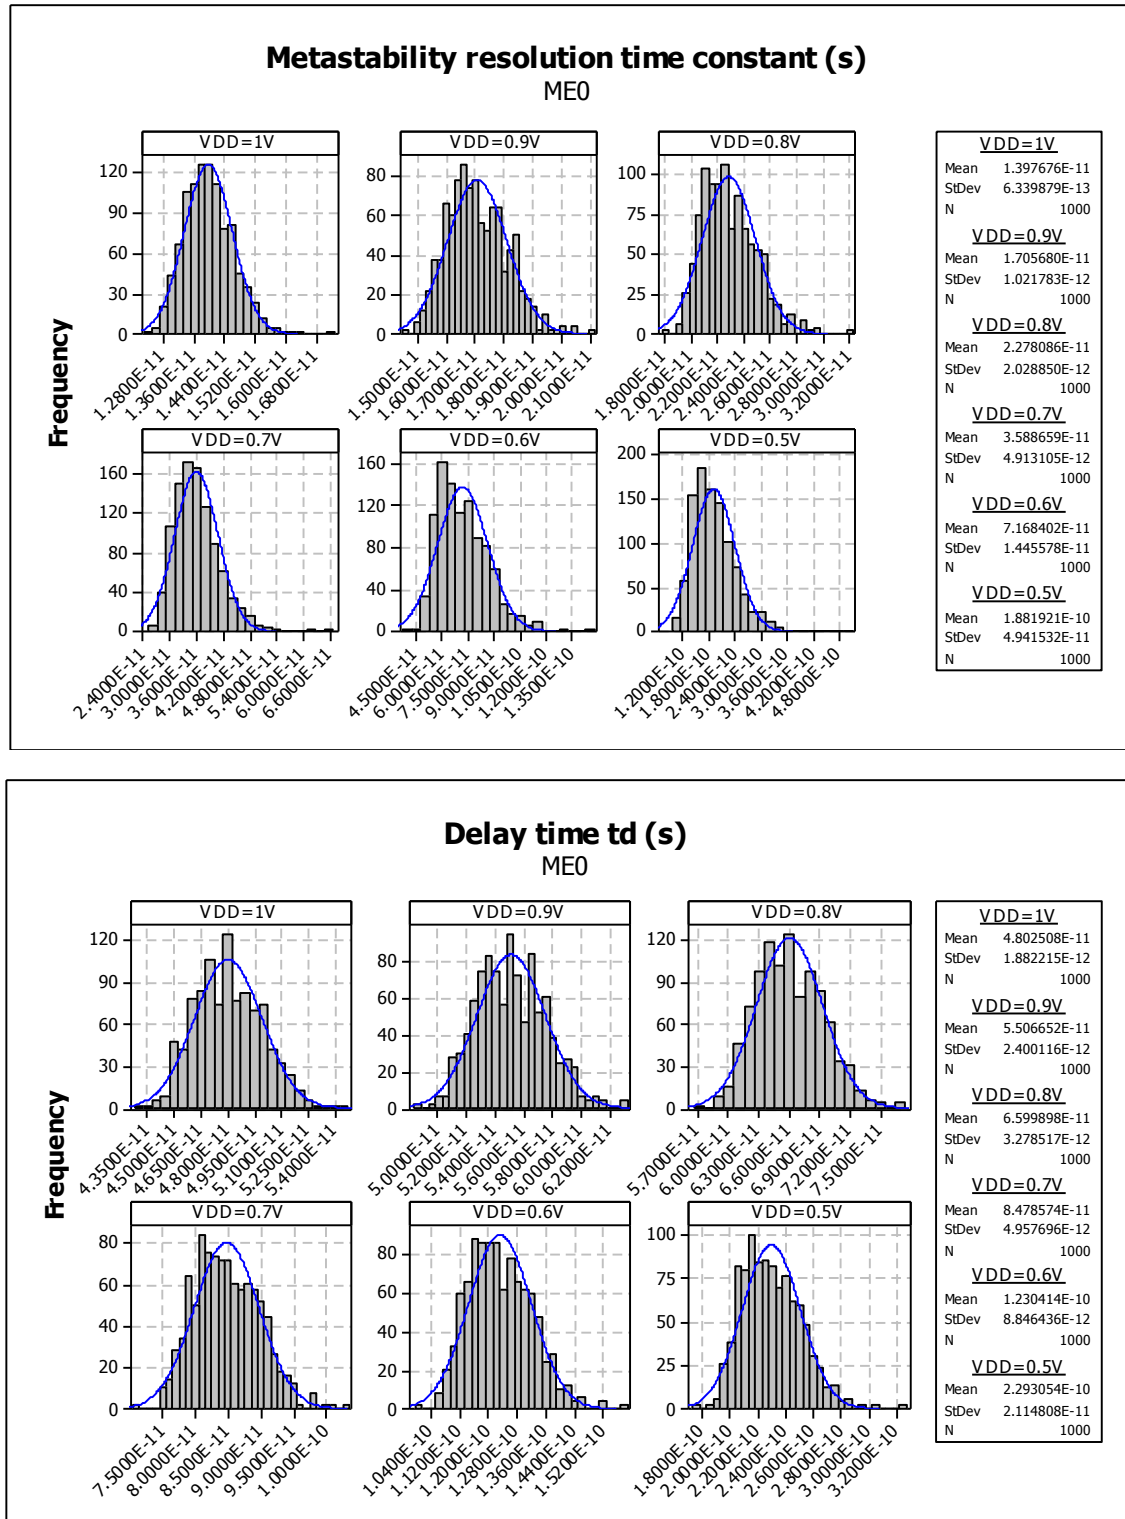 Metastability resolution time constant (s)
ME0
Frequency
VDD=1V
120
90
60
30
0
1.2800E-11
1.3600E-11
1.4400E-11
1.5200E-11
1.6000E-11
1.6800E-11
VDD=0.9V
80
60
40
20
0
1.5000E-11
1.6000E-11
1.7000E-11
1.8000E-11
1.9000E-11
2.0000E-11
2.1000E-11
VDD=0.8V
100
75
50
25
0
1.8000E-11
2.0000E-11
2.2000E-11
2.4000E-11
2.6000E-11
2.8000E-11
3.0000E-11
3.2000E-11
VDD=0.7V
160
120
80
40
0
2.4000E-11
3.0000E-11
3.6000E-11
4.2000E-11
4.8000E-11
5.4000E-11
6.0000E-11
6.6000E-11
VDD=0.6V
160
120
80
40
0
4.5000E-11
6.0000E-11
7.5000E-11
9.0000E-11
1.0500E-10
1.2000E-10
1.3500E-10
VDD=0.5V
200
150
100
50
0
1.2000E-10
1.8000E-10
2.4000E-10
3.0000E-10
3.6000E-10
4.2000E-10
4.8000E-10
VDD=1V
Mean 1.397676E-11
StDev 6.339879E-13
N 1000
VDD=0.9V
Mean 1.705680E-11
StDev 1.021783E-12
N 1000
VDD=0.8V
Mean 2.278086E-11
StDev 2.028850E-12
N 1000
VDD=0.7V
Mean 3.588659E-11
StDev 4.913105E-12
N 1000
VDD=0.6V
Mean 7.168402E-11
StDev 1.445578E-11
N 1000
VDD=0.5V
Mean 1.881921E-10
StDev 4.941532E-11
N 1000
Delay time td (s)
ME0
Frequency
VDD=1V
120
90
60
30
0
4.3500E-11
4.5000E-11
4.6500E-11
4.8000E-11
4.9500E-11
5.1000E-11
5.2500E-11
5.4000E-11
VDD=0.9V
80
60
40
20
0
5.0000E-11
5.2000E-11
5.4000E-11
5.6000E-11
5.8000E-11
6.0000E-11
6.2000E-11
VDD=0.8V
120
90
60
30
0
5.7000E-11
6.0000E-11
6.3000E-11
6.6000E-11
6.9000E-11
7.2000E-11
7.5000E-11
VDD=0.7V
80
60
40
20
0
7.5000E-11
8.0000E-11
8.5000E-11
9.0000E-11
9.5000E-11
1.0000E-10
VDD=0.6V
80
60
40
20
0
1.0400E-10
1.1200E-10
1.2000E-10
1.2800E-10
1.3600E-10
1.4400E-10
1.5200E-10
VDD=0.5V
100
75
50
25
0
1.8000E-10
2.0000E-10
2.2000E-10
2.4000E-10
2.6000E-10
2.8000E-10
3.0000E-10
3.2000E-10
VDD=1V
Mean 4.802508E-11
StDev 1.882215E-12
N 1000
VDD=0.9V
Mean 5.506652E-11
StDev 2.400116E-12
N 1000
VDD=0.8V
Mean 6.599898E-11
StDev 3.278517E-12
N 1000
VDD=0.7V
Mean 8.478574E-11
StDev 4.957696E-12
N 1000
VDD=0.6V
Mean 1.230414E-10
StDev 8.846436E-12
N 1000
VDD=0.5V
Mean 2.293054E-10
StDev 2.114808E-11
N 1000